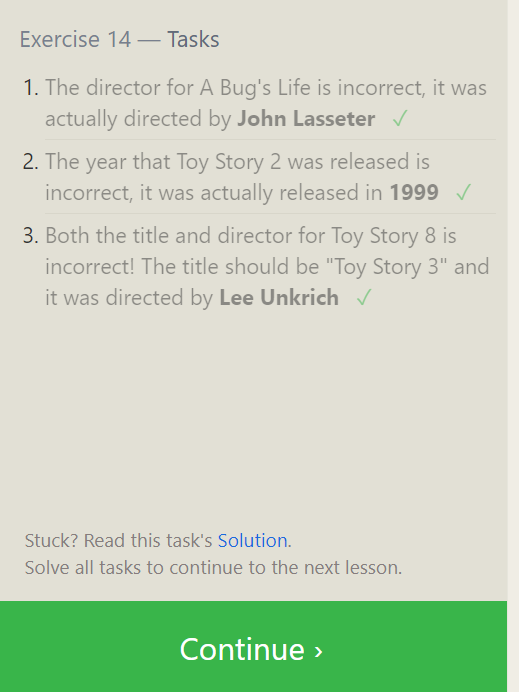 Exercise 14 — Tasks
1. The director for A Bug's Life is incorrect, it was
actually directed by John Lasseter ✓
2. The year that Toy Story 2 was released is
incorrect, it was actually released in 1999 ✓
3. Both the title and director for Toy Story 8 is
incorrect! The title should be "Toy Story 3" and
it was directed by Lee Unkrich ✓
Stuck? Read this task's Solution.
Solve all tasks to continue to the next lesson.
Continue ›